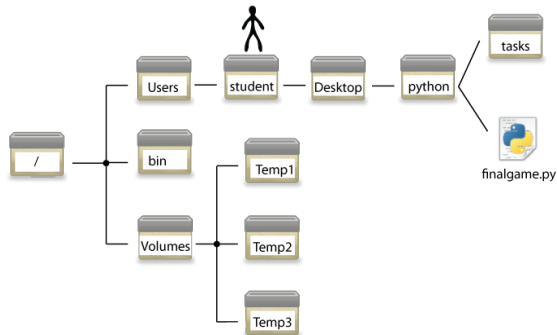 tasks
Users
student
Desktop
python
/
bin
Temp1
finalgame.py
Volumes
Temp2
Temp3